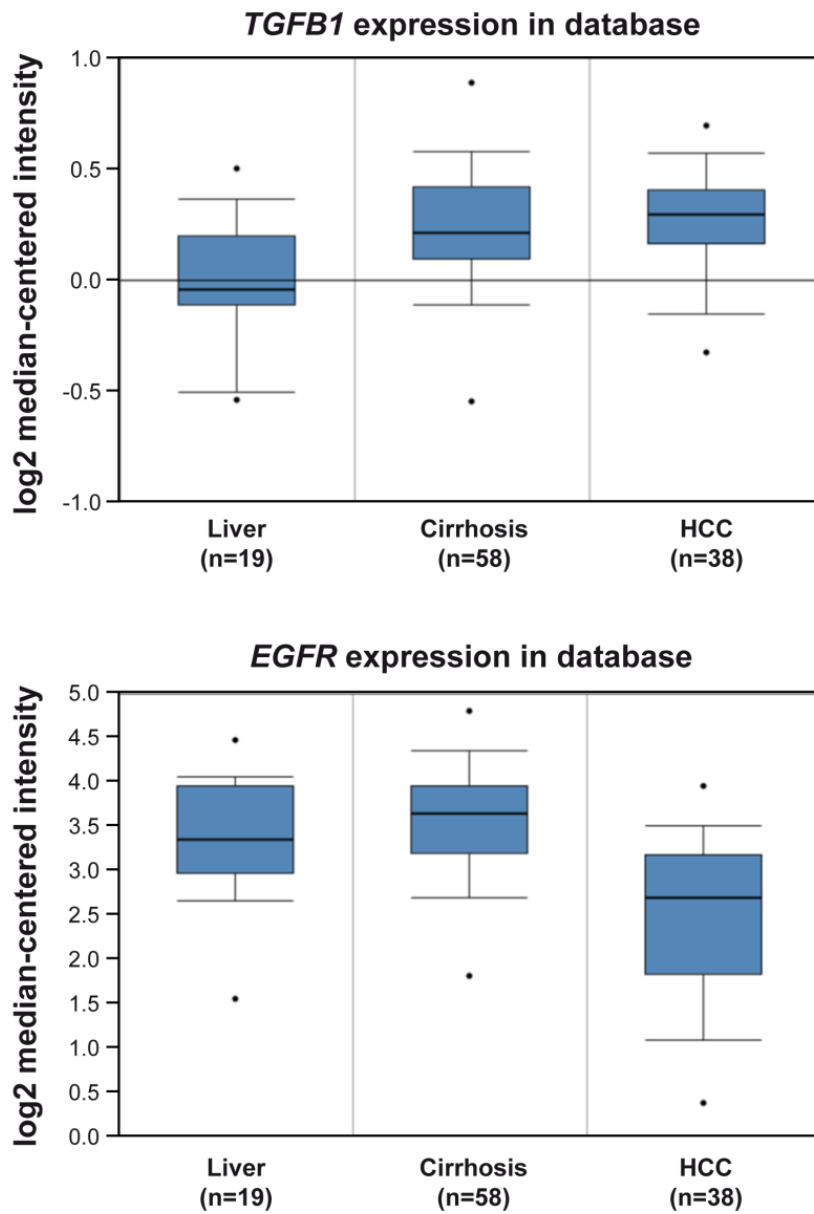 TGFB1 expression in database
log2 median-centered intensity
1.0
0.5
0.0
-0.5
-1.0
Liver
(n=19)
Cirrhosis
(n=58)
HCC
(n=38)
EGFR expression in database
log2 median-centered intensity
5.0
4.5
4.0
3.5
3.0
2.5
2.0
1.5
1.0
0.5
0.0
Liver
(n=19)
Cirrhosis
(n=58)
HCC
(n=38)